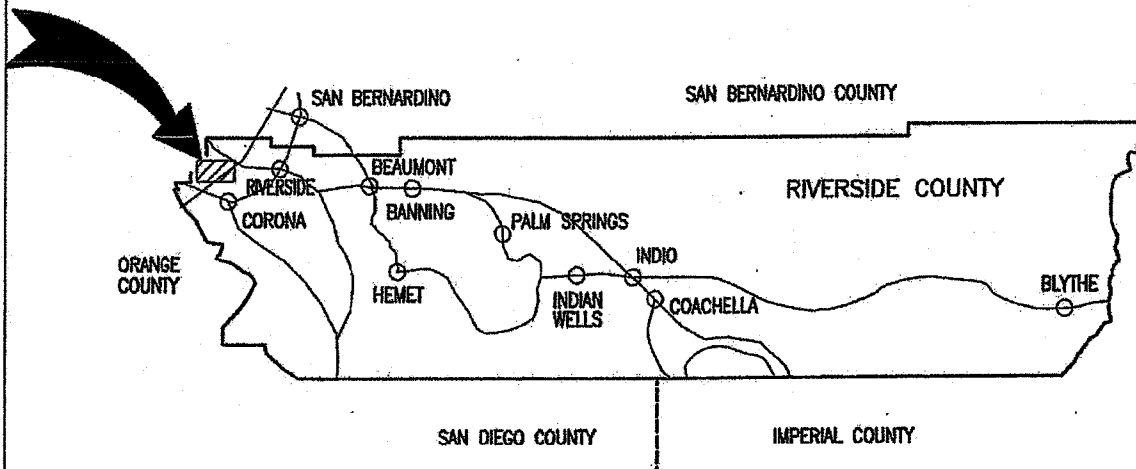 SAN BERNARDINO
SAN BERNARDINO COUNTY
BEAUMONT
RIVERSIDE
RIVERSIDE COUNTY
BANNING
CORONA
PALM SPRINGS
ORANGE
COUNTY
INDIO
HEMET
INDIAN
WELLS
COACHELLA
BLYTHE
SAN DIEGO COUNTY
IMPERIAL COUNTY